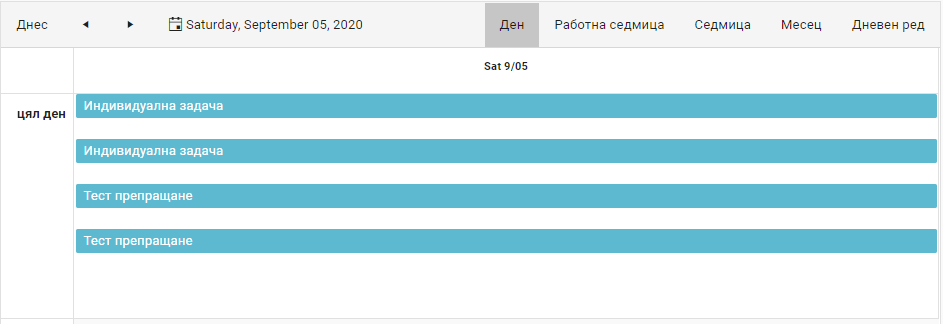 Днес Saturday, September 05, 2020 Ден Работна седмица Седмица Месец Дневен ред
Sat 9/05
цял ден
Индивидуална задача
Индивидуална задача
Тест препращане
Тест препращане